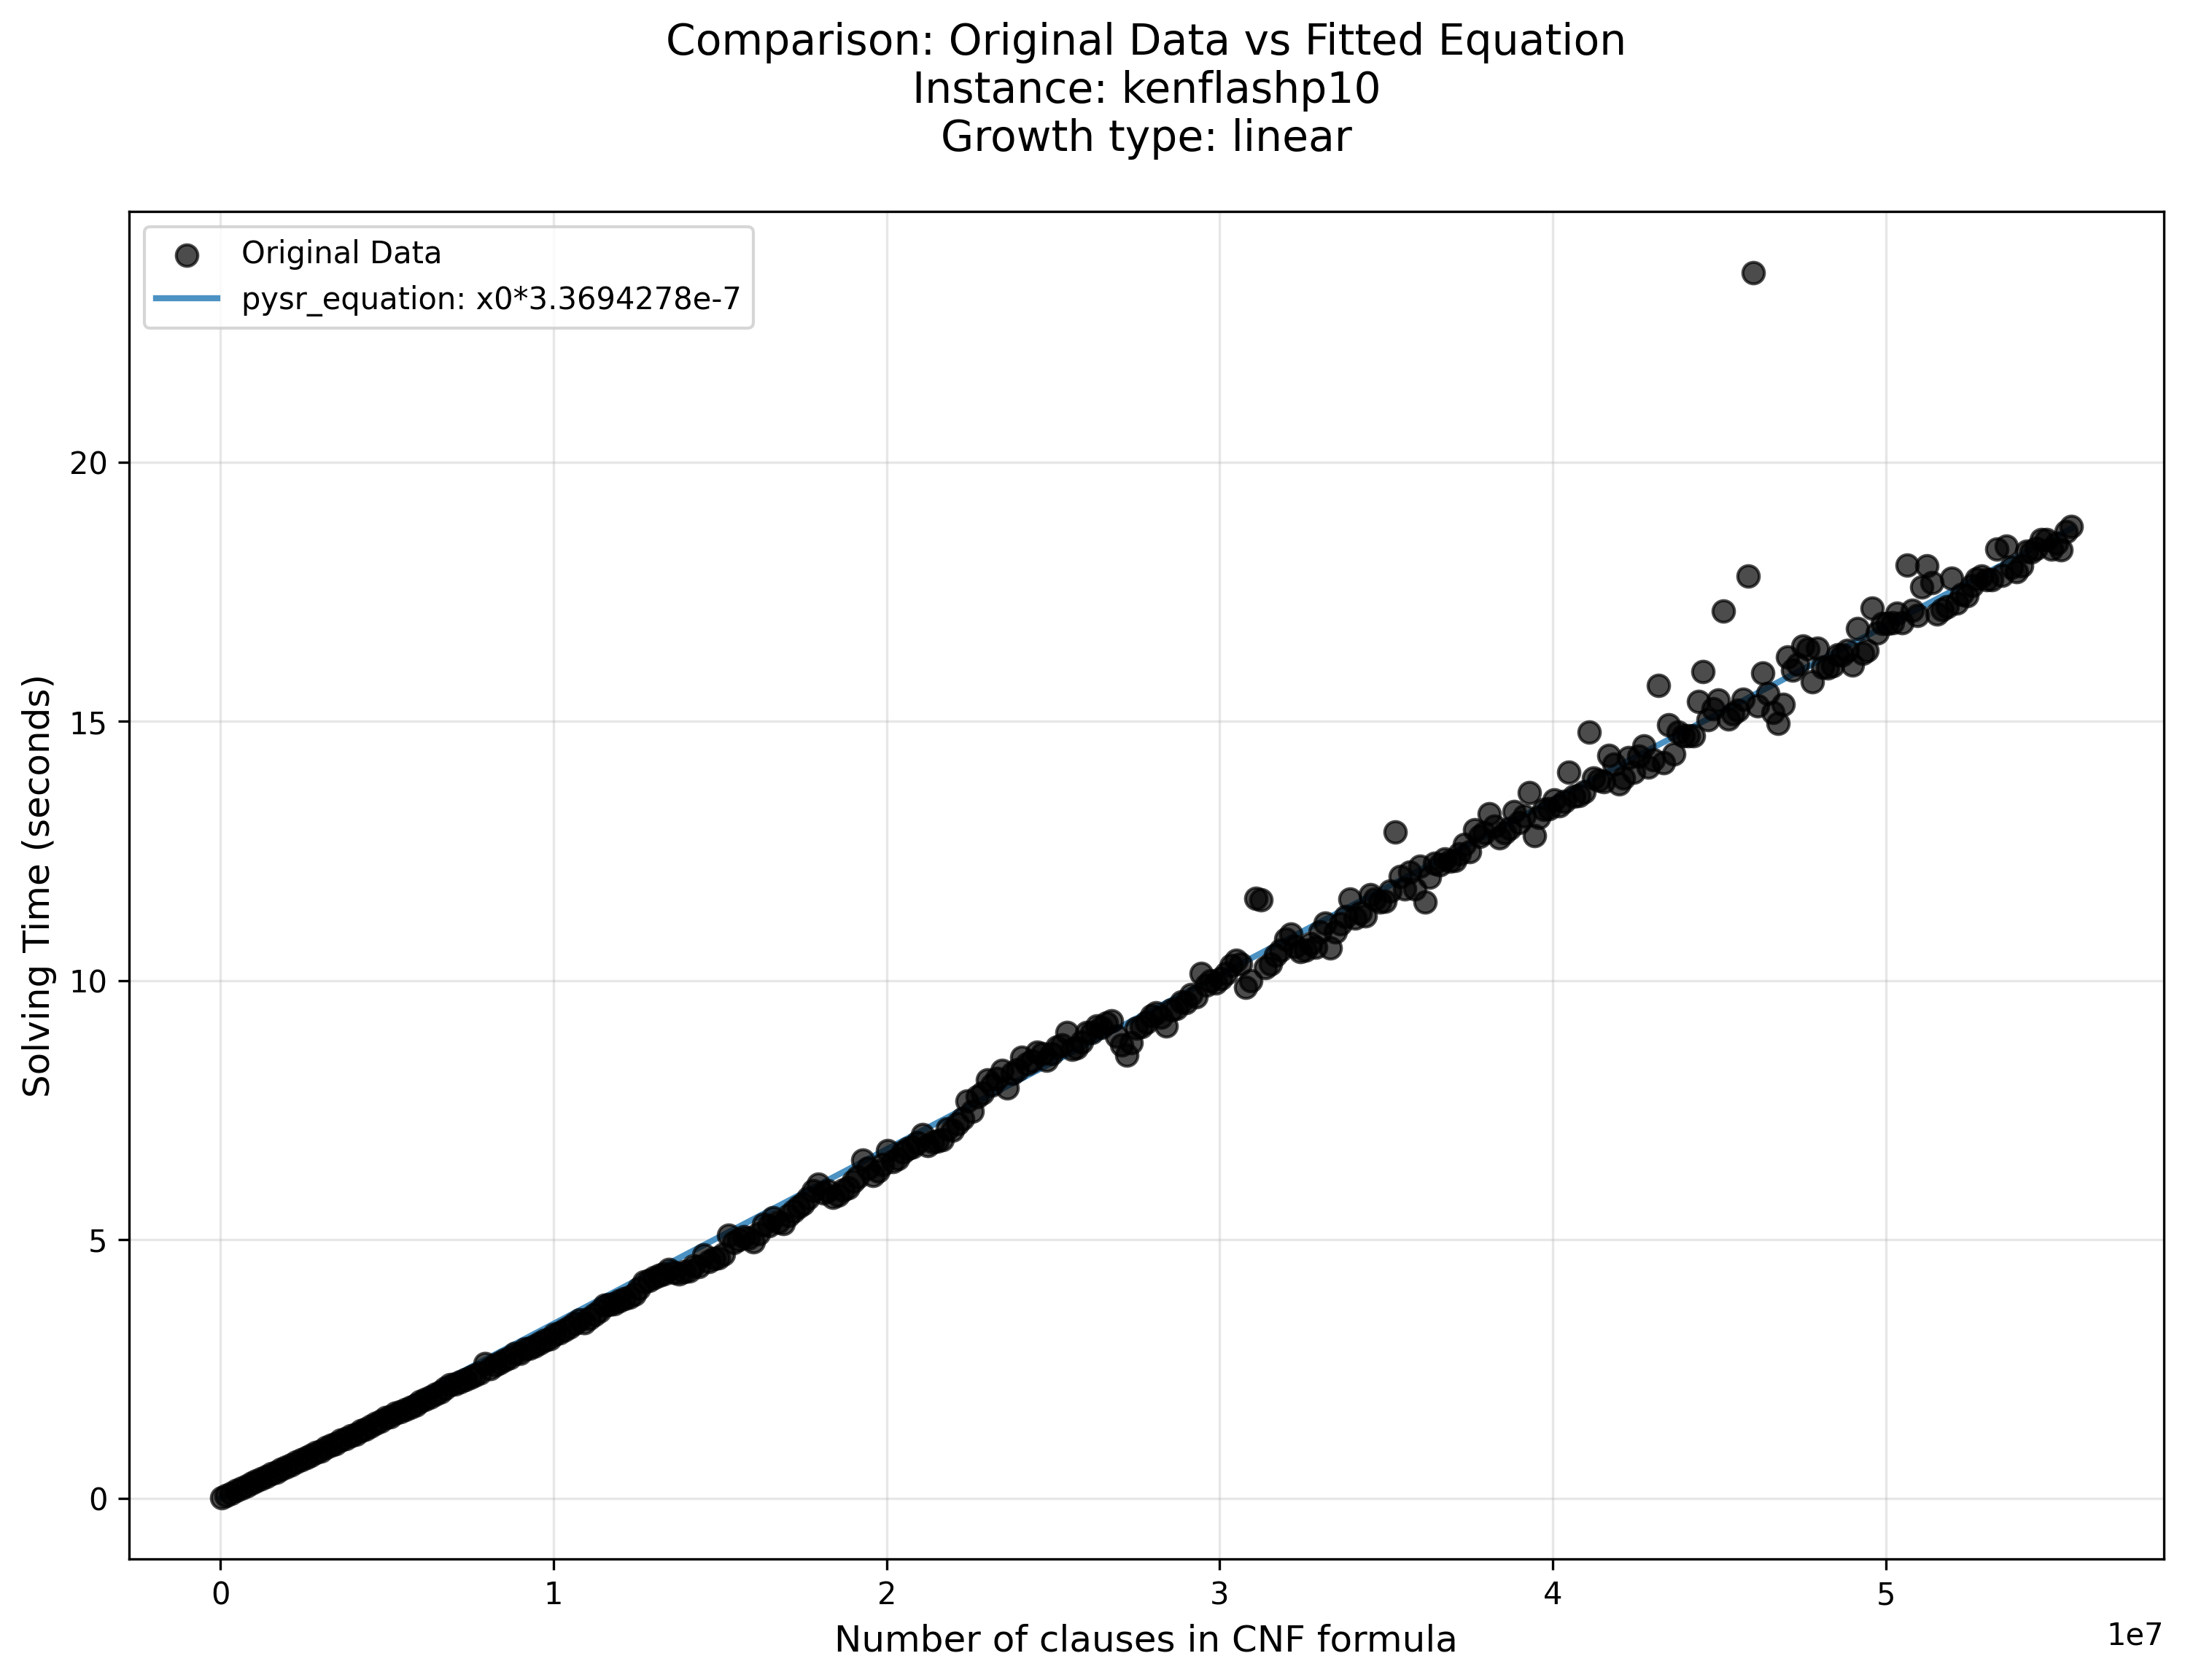 Comparison: Original Data vs Fitted Equation
Instance: kenflashp10
Growth type: linear
Original Data
pysr_equation: x0*3.3694278e-7
20
15
10
5
0
Solving Time (seconds)
0 1 2 3 4 5
1e7
Number of clauses in CNF formula